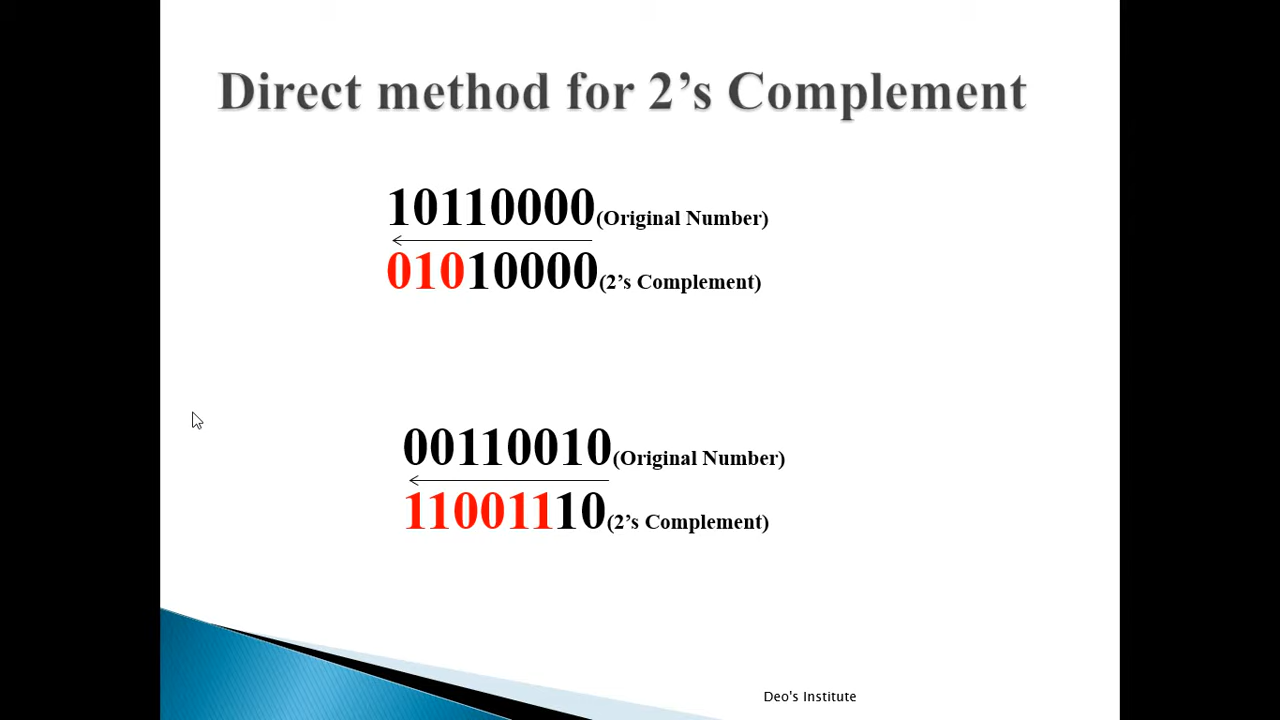 Direct method for 2’s Complement
10110000(Original Number)
01010000(2’s Complement)
00110010(Original Number)
11001110(2’s Complement)
Deo's Institute